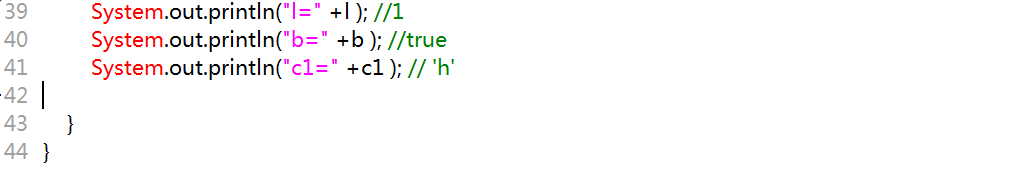 39 System.out.println("l=" +l ); //1
40 System.out.println("b=" +b ); //true
41 System.out.println("c1=" +c1 ); // 'h'
42
43 }
44 }